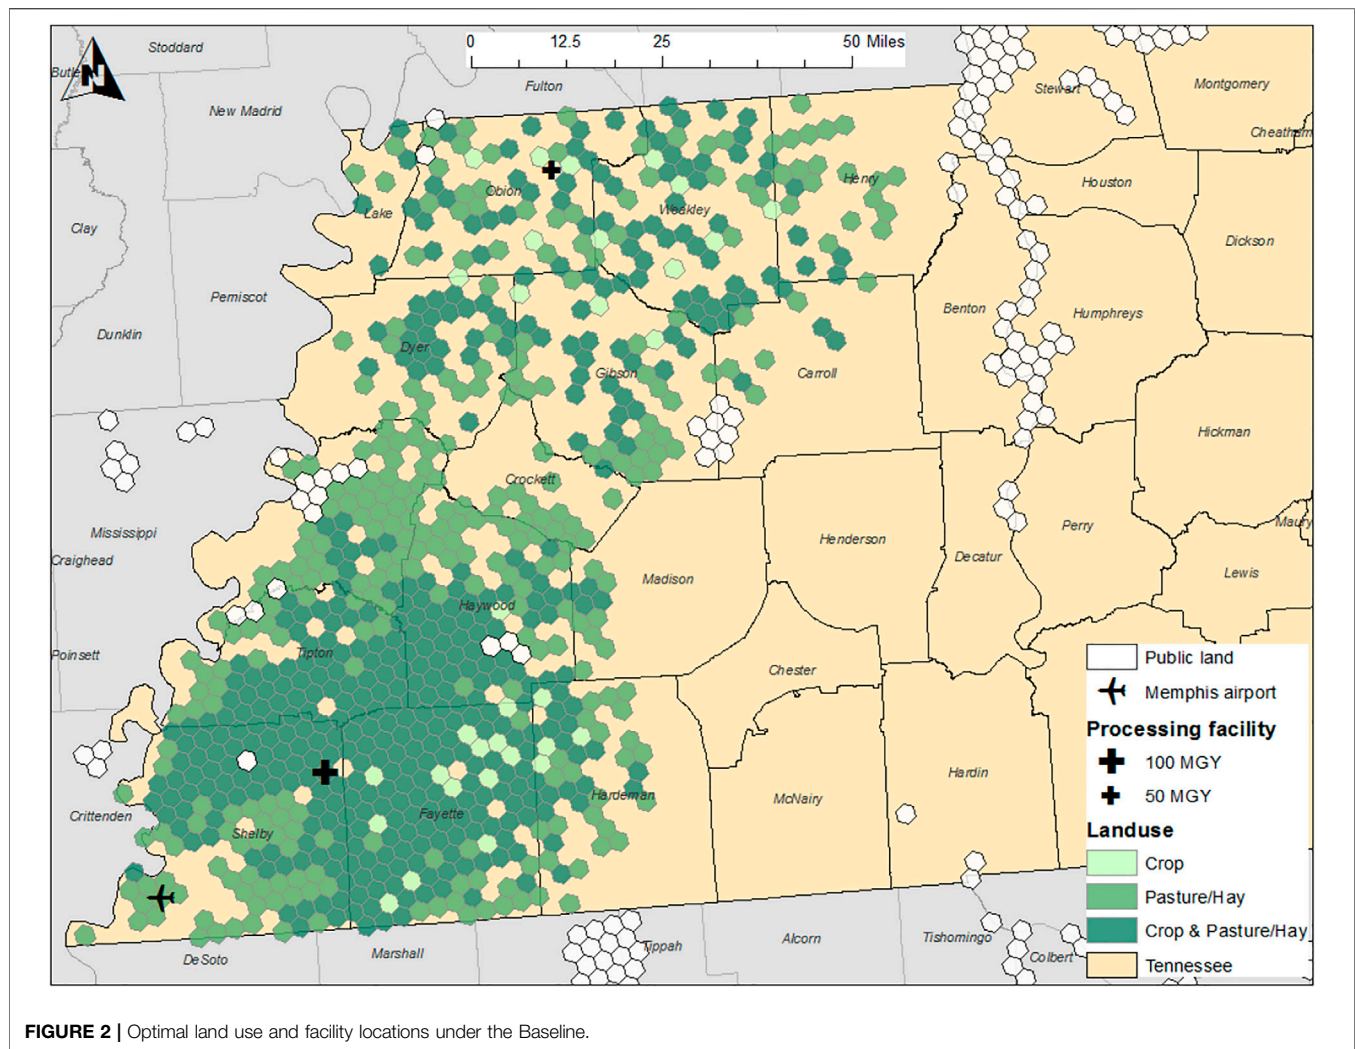 0 12.5 25 50 Miles
Stoddard
N
New Madrid
Fulton
Stewart
Montgomery
Cheatham
Houston
Henry
Obion
Weakley
Lake
Clay
Dickson
Pemiscot
Benton
Humphreys
Dunklin
Dyer
Gibson
Carroll
Hickman
Crockett
Mississippi
Perry
Maury
Henderson
Decatur
Craighead
Madison
Lewis
Haywood
Tipton
Poinsett
Chester
Hardin
Hardeman
McNairy
Crittenden
Fayette
Shelby
Marshall
DeSoto
Tippah
Alcorn
Tishomingo
Colbert
Public land
Memphis airport
Processing facility
100 MGY
50 MGY
Landuse
Crop
Pasture/Hay
Crop & Pasture/Hay
Tennessee
FIGURE 2 | Optimal land use and facility locations under the Baseline.